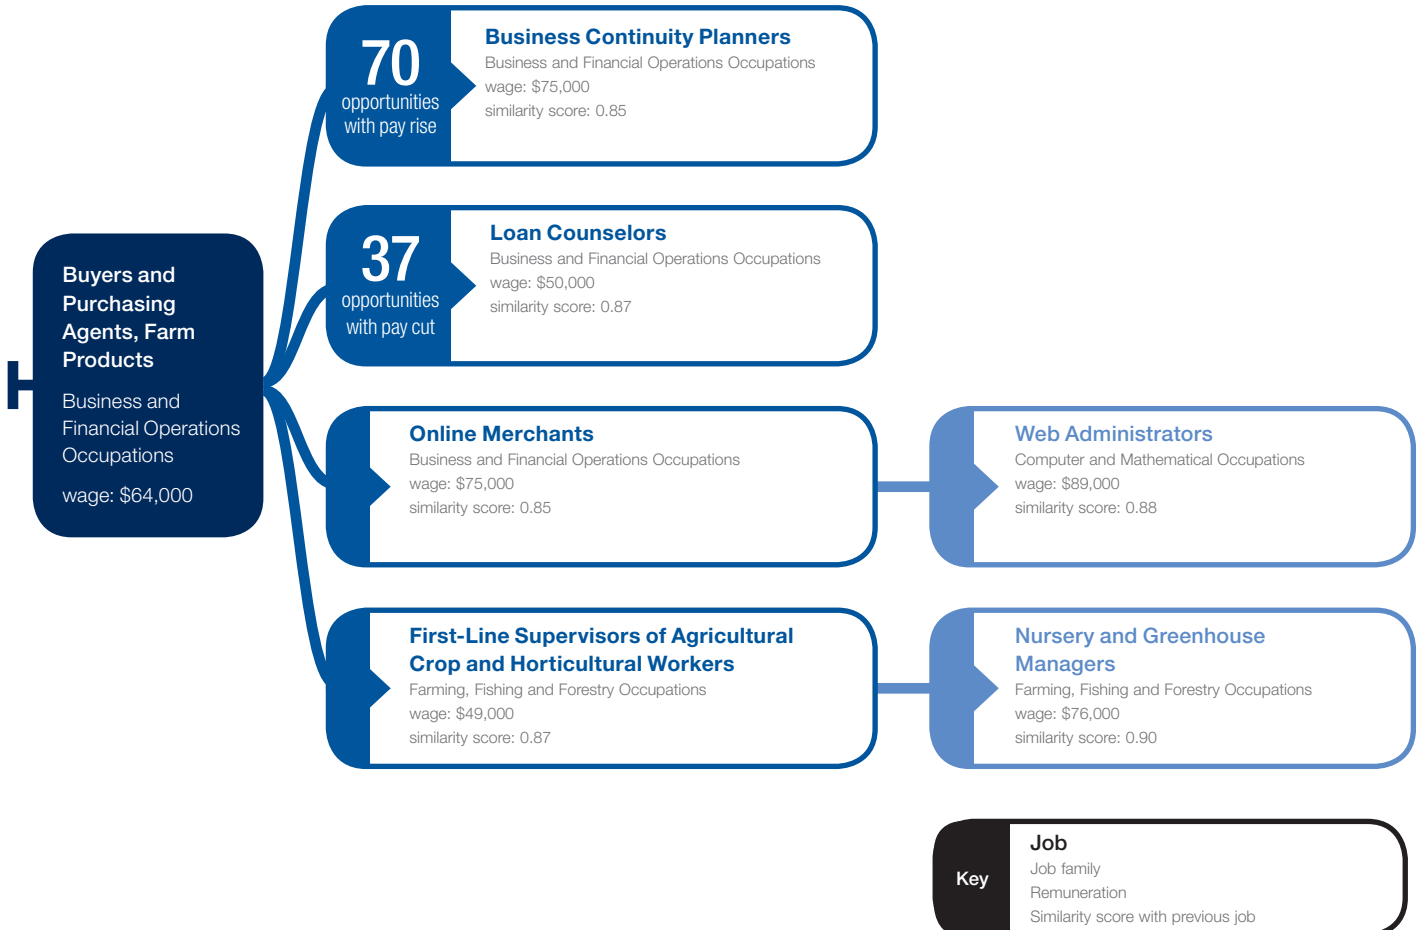 70
opportunities
with pay rise
Business Continuity Planners
Business and Financial Operations Occupations
wage: $75,000
similarity score: 0.85
37
opportunities
with pay cut
Loan Counselors
Business and Financial Operations Occupations
wage: $50,000
similarity score: 0.87
Buyers and
Purchasing
Agents, Farm
Products
Business and
Financial Operations
Occupations
wage: $64,000
Online Merchants
Business and Financial Operations Occupations
wage: $75,000
similarity score: 0.85
Web Administrators
Computer and Mathematical Occupations
wage: $89,000
similarity score: 0.88
First-Line Supervisors of Agricultural
Crop and Horticultural Workers
Farming, Fishing and Forestry Occupations
wage: $49,000
similarity score: 0.87
Nursery and Greenhouse
Managers
Farming, Fishing and Forestry Occupations
wage: $76,000
similarity score: 0.90
Key
Job
Job family
Remuneration
Similarity score with previous job